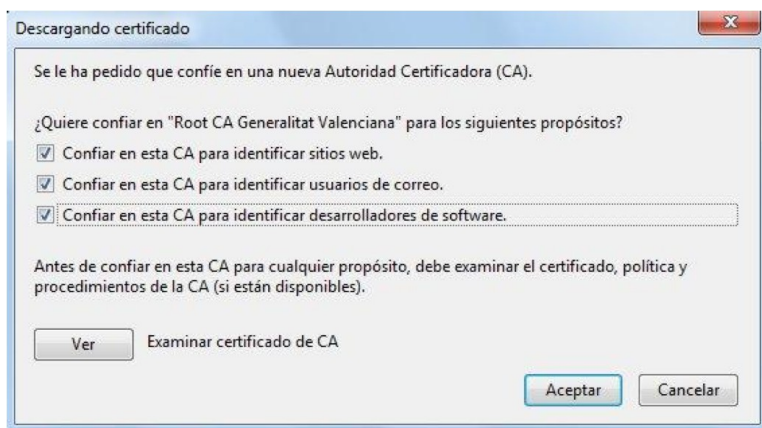 Descargando certificado
Se le ha pedido que confíe en una nueva Autoridad Certificadora (CA).
¿Quiere confiar en "Root CA Generalitat Valenciana" para los siguientes propósitos?
Confiar en esta CA para identificar sitios web.
Confiar en esta CA para identificar usuarios de correo.
Confiar en esta CA para identificar desarrolladores de software.
Antes de confiar en esta CA para cualquier propósito, debe examinar el certificado, política y
procedimientos de la CA (si están disponibles).
Ver Examinar certificado de CA
Aceptar Cancelar